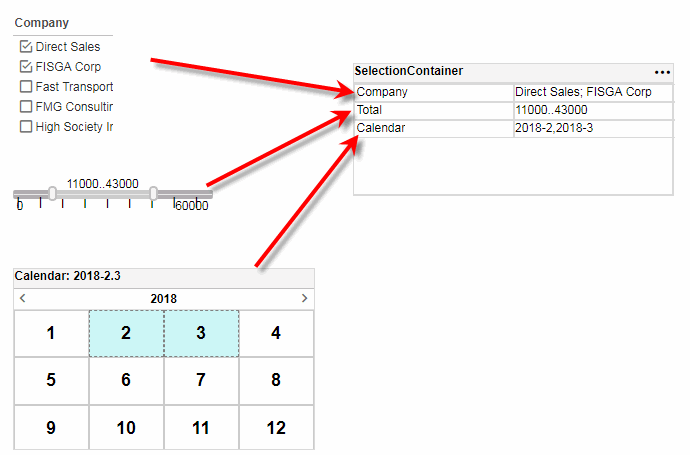 Company
Direct Sales
FISGA Corp
Fast Transport
FMG Consultin
High Society Ir
11000..43000
0 60000
Calendar: 2018-2.3
2018
1 2 3 4
5 6 7 8
9 10 11 12
SelectionContainer
Company Direct Sales; FISGA Corp
Total 11000..43000
Calendar 2018-2,2018-3